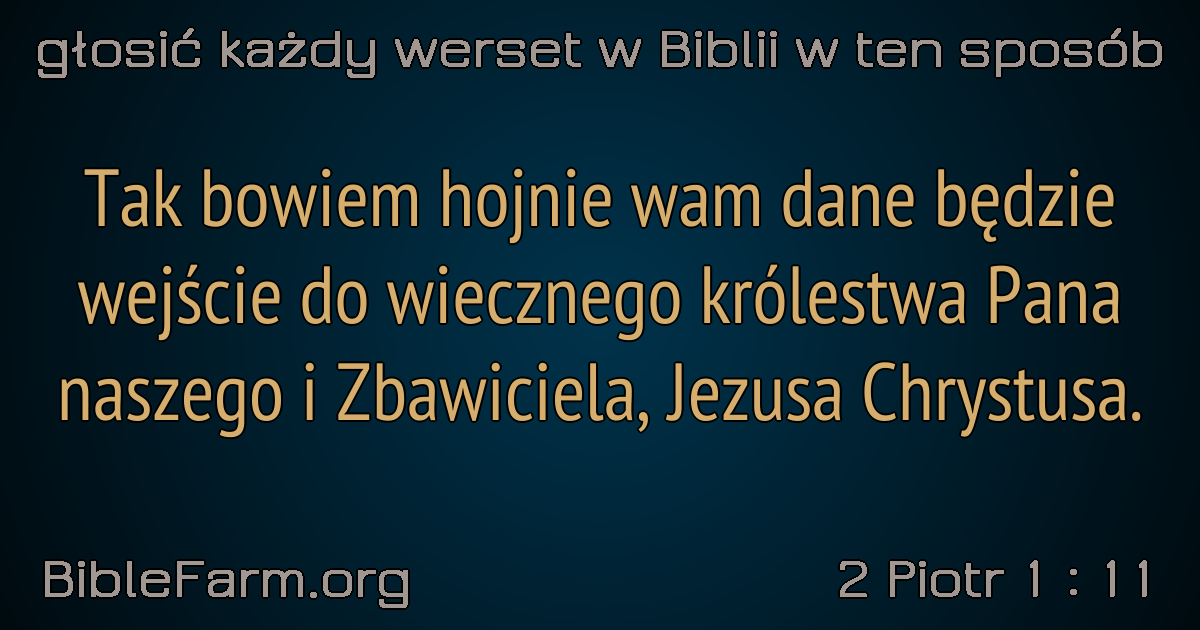 głosić każdy werset w Biblii w ten sposób
Tak bowiem hojnie wam dane będzie
wejście do wiecznego królestwa Pana
naszego i Zbawiciela, Jezusa Chrystusa.
BibleFarm.org
2 Piotr 1 : 11